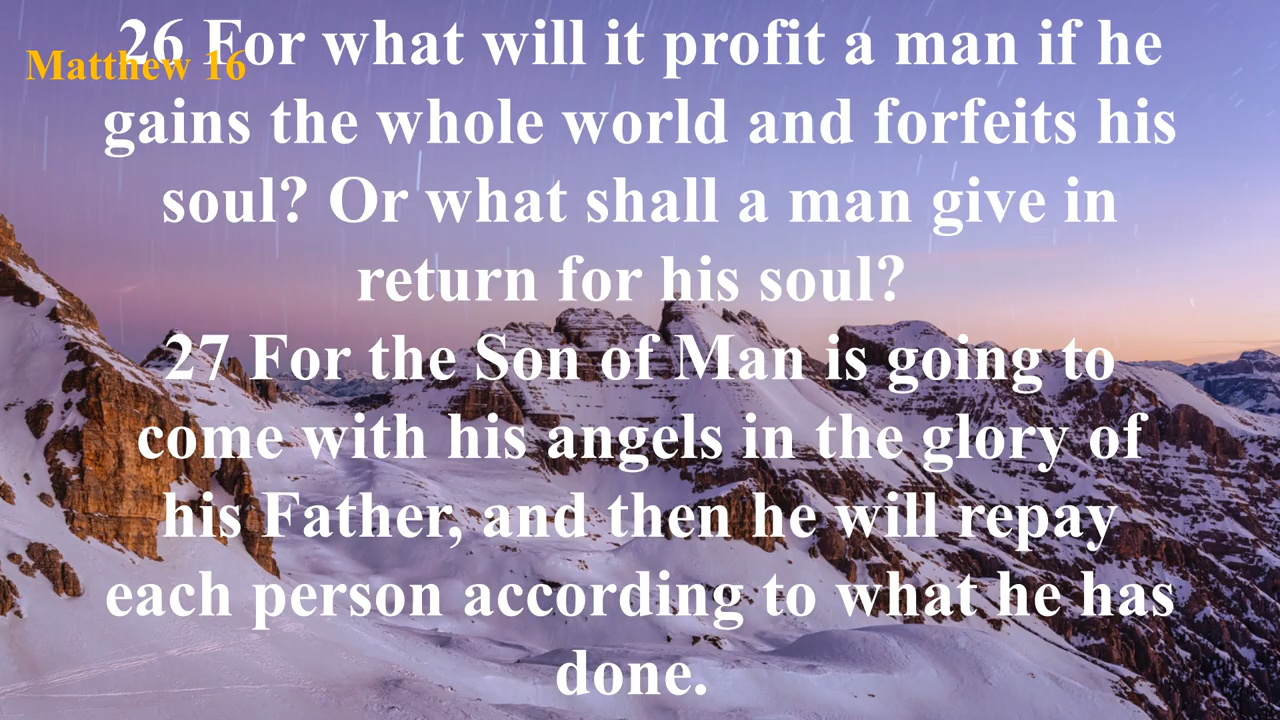 Matthew 16
26 For what will it profit a man if he
gains the whole world and forfeits his
soul? Or what shall a man give in
return for his soul?
27 For the Son of Man is going to
come with his angels in the glory of
his Father, and then he will repay
each person according to what he has
done.